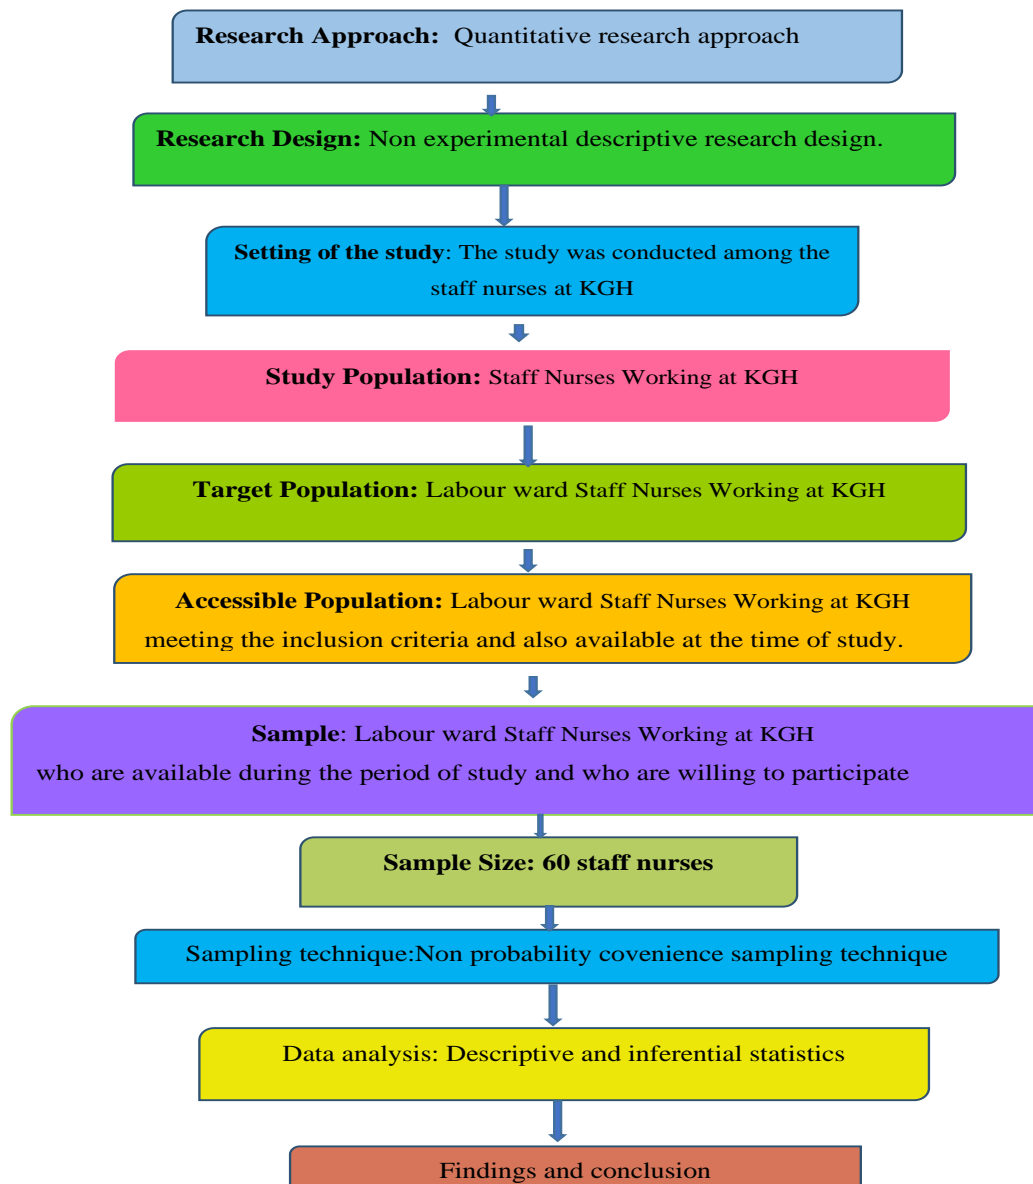 Research Approach: Quantitative research approach
Research Design: Non experimental descriptive research design.
Setting of the study: The study was conducted among the
staff nurses at KGH
Study Population: Staff Nurses Working at KGH
Target Population: Labour ward Staff Nurses Working at KGH
Accessible Population: Labour ward Staff Nurses Working at KGH
meeting the inclusion criteria and also available at the time of study.
Sample: Labour ward Staff Nurses Working at KGH
who are available during the period of study and who are willing to participate
Sample Size: 60 staff nurses
Sampling technique:Non probability covenience sampling technique
Data analysis: Descriptive and inferential statistics
Findings and conclusion